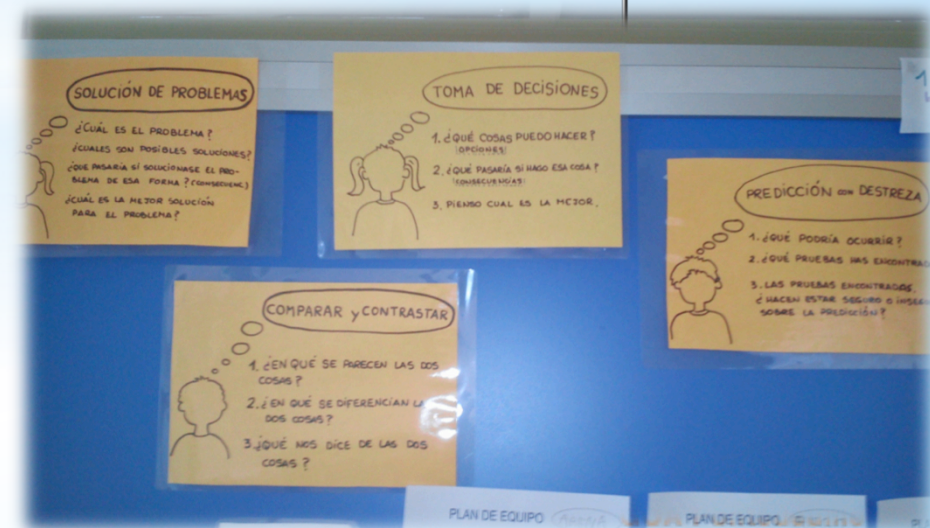 SOLUCIÓN DE PROBLEMAS
¿CUÁL ES EL PROBLEMA?
¿CUALES SON POSIBLES SOLUCIONES?
¿QUE PASARÍA SI SOLUCIONASE EL PRO-
BLEMA DE ESA FORMA? (CONSECUENC)
¿CUAL ES LA MEJOR SOLUCIÓN
PARA EL PROBLEMA?
TOMA DE DECISIONES
1. ¿QUÉ COSAS PUEDO HACER?
OPCIONES
2. ¿QUÉ PASARÍA SI HAGO ESA COSA?
CONSECUENCIAS
3. PIENSO CUAL ES LA MEJOR.
PREDICCIÓN con DESTREZA
1. ¿QUÉ PODRÍA OCURRIR?
2. ¿QUÉ PRUEBAS HAS
3. LAS PRUEBAS ENCONTRADAS,
¿HACEN ESTAR SEGURO O
SOBRE LA PREDICCIÓN?
COMPARAR y CONTRASTAR
1. ¿EN QUÉ SE PARECEN LAS DOS
COSAS?
2. ¿EN QUÉ SE DIFERENCIAN
DOS COSAS?
3. ¿QUÉ NOS DICE DE LAS DOS
COSAS?
PLAN DE EQUIPO
PLAN DE EQUIPO